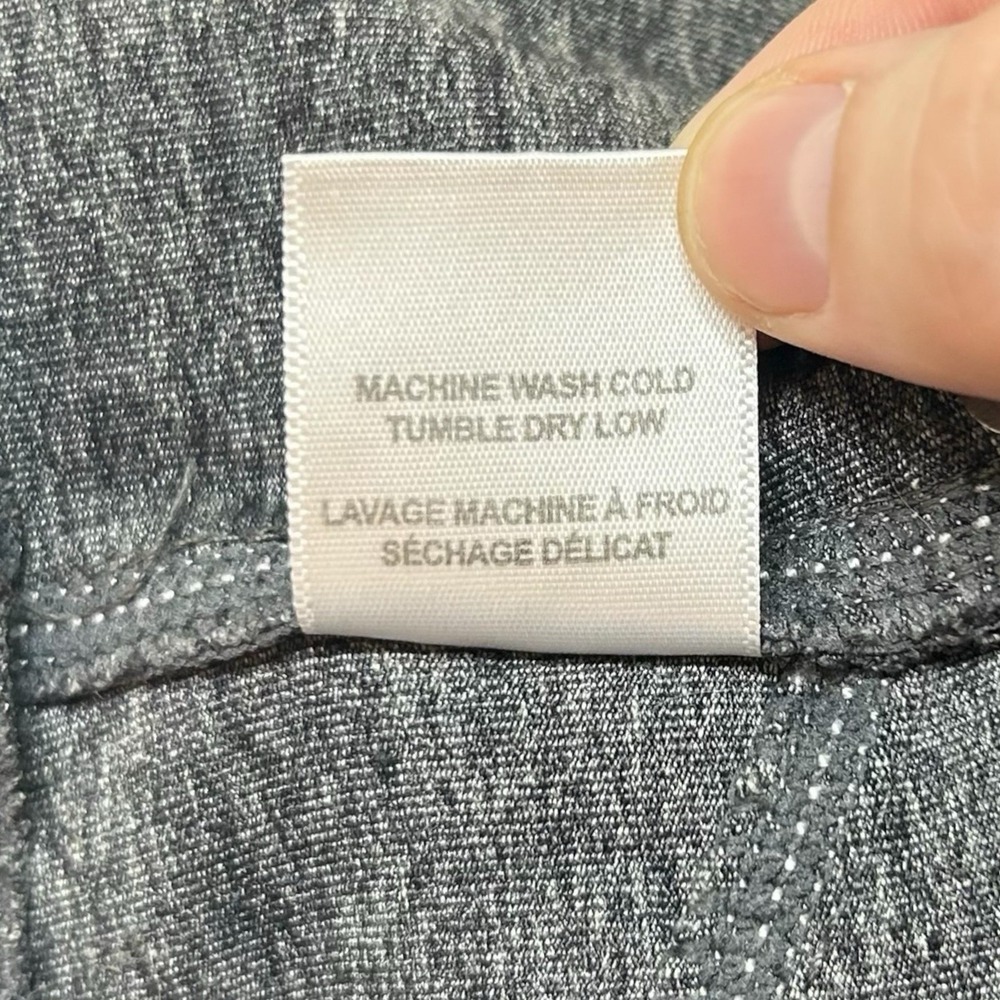 MACHINE WASH COLD
TUMBLE DRY LOW
LAVAGE MACHINE À FROID
SÉCHAGE DÉLICAT